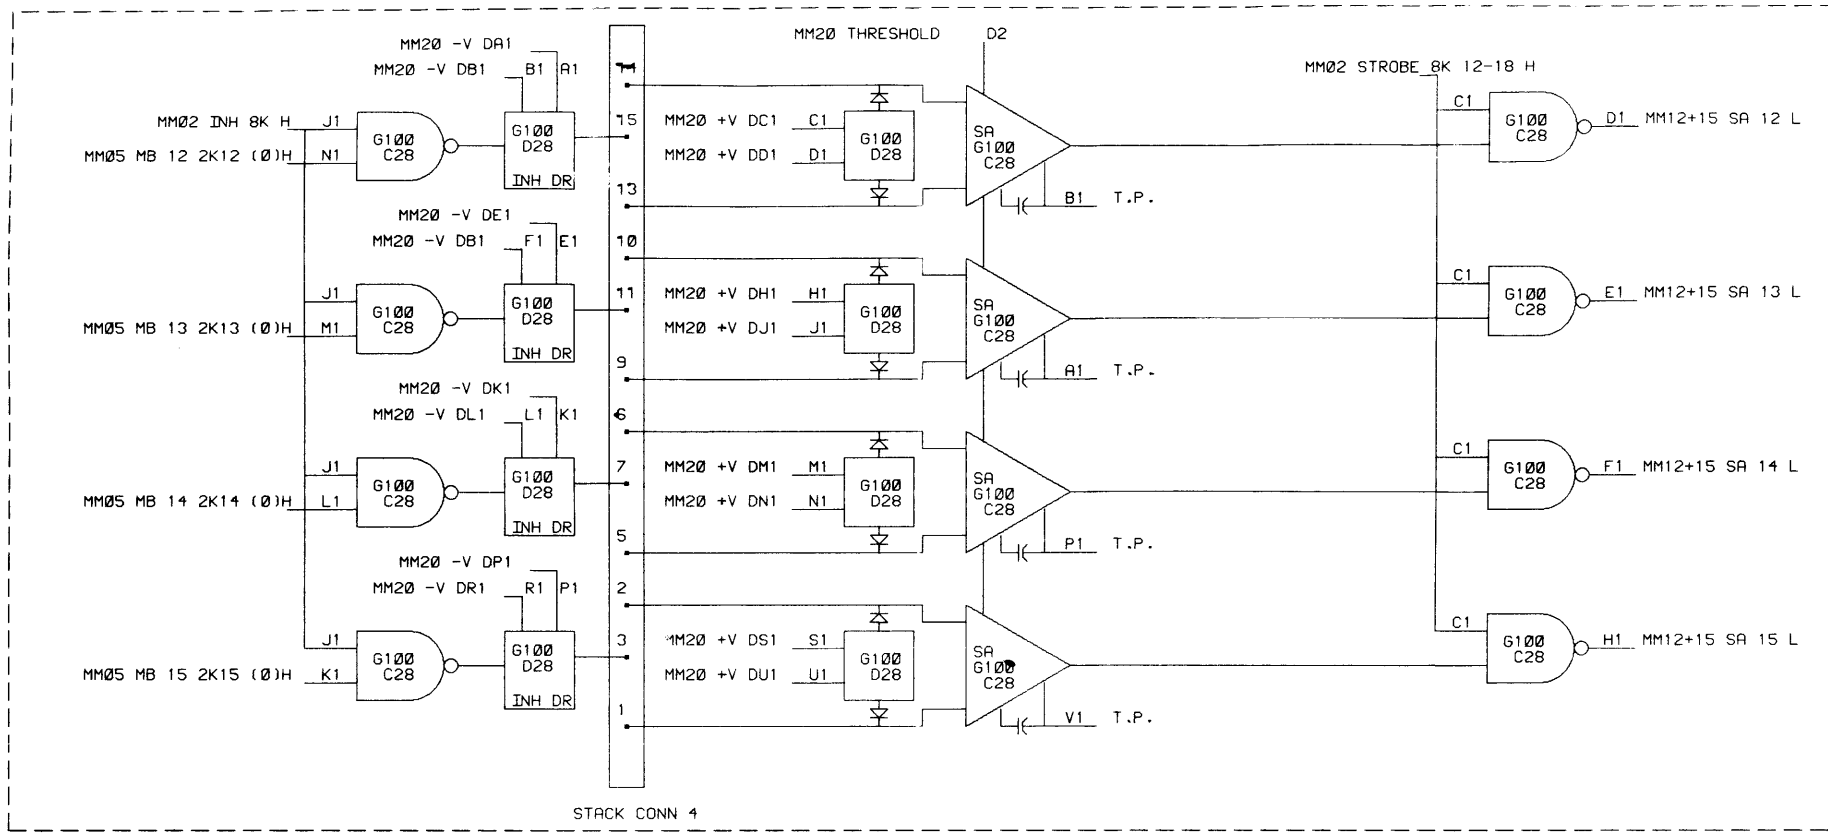 MM20 THRESHOLD D2
MM20 -V DA1
MM20 -V DB1 B1 A1
MM02 STROBE 8K 12-18 H
MM02 INH 8K H J1
MM05 MB 12 2K12 (0)H N1
G100 C28
G100 D28
INH DR
15
13
MM20 +V DC1 C1
MM20 +V DD1 D1
G100 D28
SA G100 C28
B1 T.P.
C1
G100 C28
D1 MM12+15 SA 12 L
MM20 -V DE1
MM20 -V DB1 F1 E1
J1
MM05 MB 13 2K13 (0)H M1
G100 C28
G100 D28
INH DR
10
11
9
MM20 +V DH1 H1
MM20 +V DJ1 J1
G100 D28
SA G100 C28
A1 T.P.
C1
G100 C28
E1 MM12+15 SA 13 L
MM20 -V DK1
MM20 -V DL1 L1 K1
J1
MM05 MB 14 2K14 (0)H L1
G100 C28
G100 D28
INH DR
6
7
5
MM20 +V DM1 M1
MM20 +V DN1 N1
G100 D28
SA G100 C28
P1 T.P.
C1
G100 C28
F1 MM12+15 SA 14 L
MM20 -V DP1
MM20 -V DR1 R1 P1
J1
MM05 MB 15 2K15 (0)H K1
G100 C28
G100 D28
INH DR
2
3
1
MM20 +V DS1 S1
MM20 +V DU1 U1
G100 D28
SA G100 C28
V1 T.P.
C1
G100 C28
H1 MM12+15 SA 15 L
STACK CONN 4